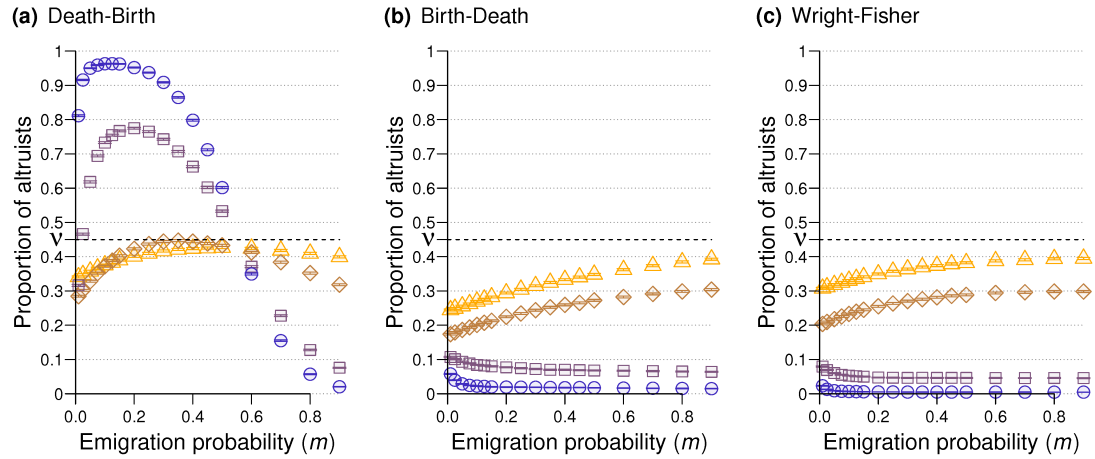 (a) Death-Birth
Proportion of altruists
1
0.9
0.8
0.7
0.6
0.5
ν
0.4
0.3
0.2
0.1
0
0.0 0.2 0.4 0.6 0.8
Emigration probability (m)
(b) Birth-Death
Proportion of altruists
1
0.9
0.8
0.7
0.6
0.5
ν
0.4
0.3
0.2
0.1
0
0.0 0.2 0.4 0.6 0.8
Emigration probability (m)
(c) Wright-Fisher
Proportion of altruists
1
0.9
0.8
0.7
0.6
0.5
ν
0.4
0.3
0.2
0.1
0
0.0 0.2 0.4 0.6 0.8
Emigration probability (m)